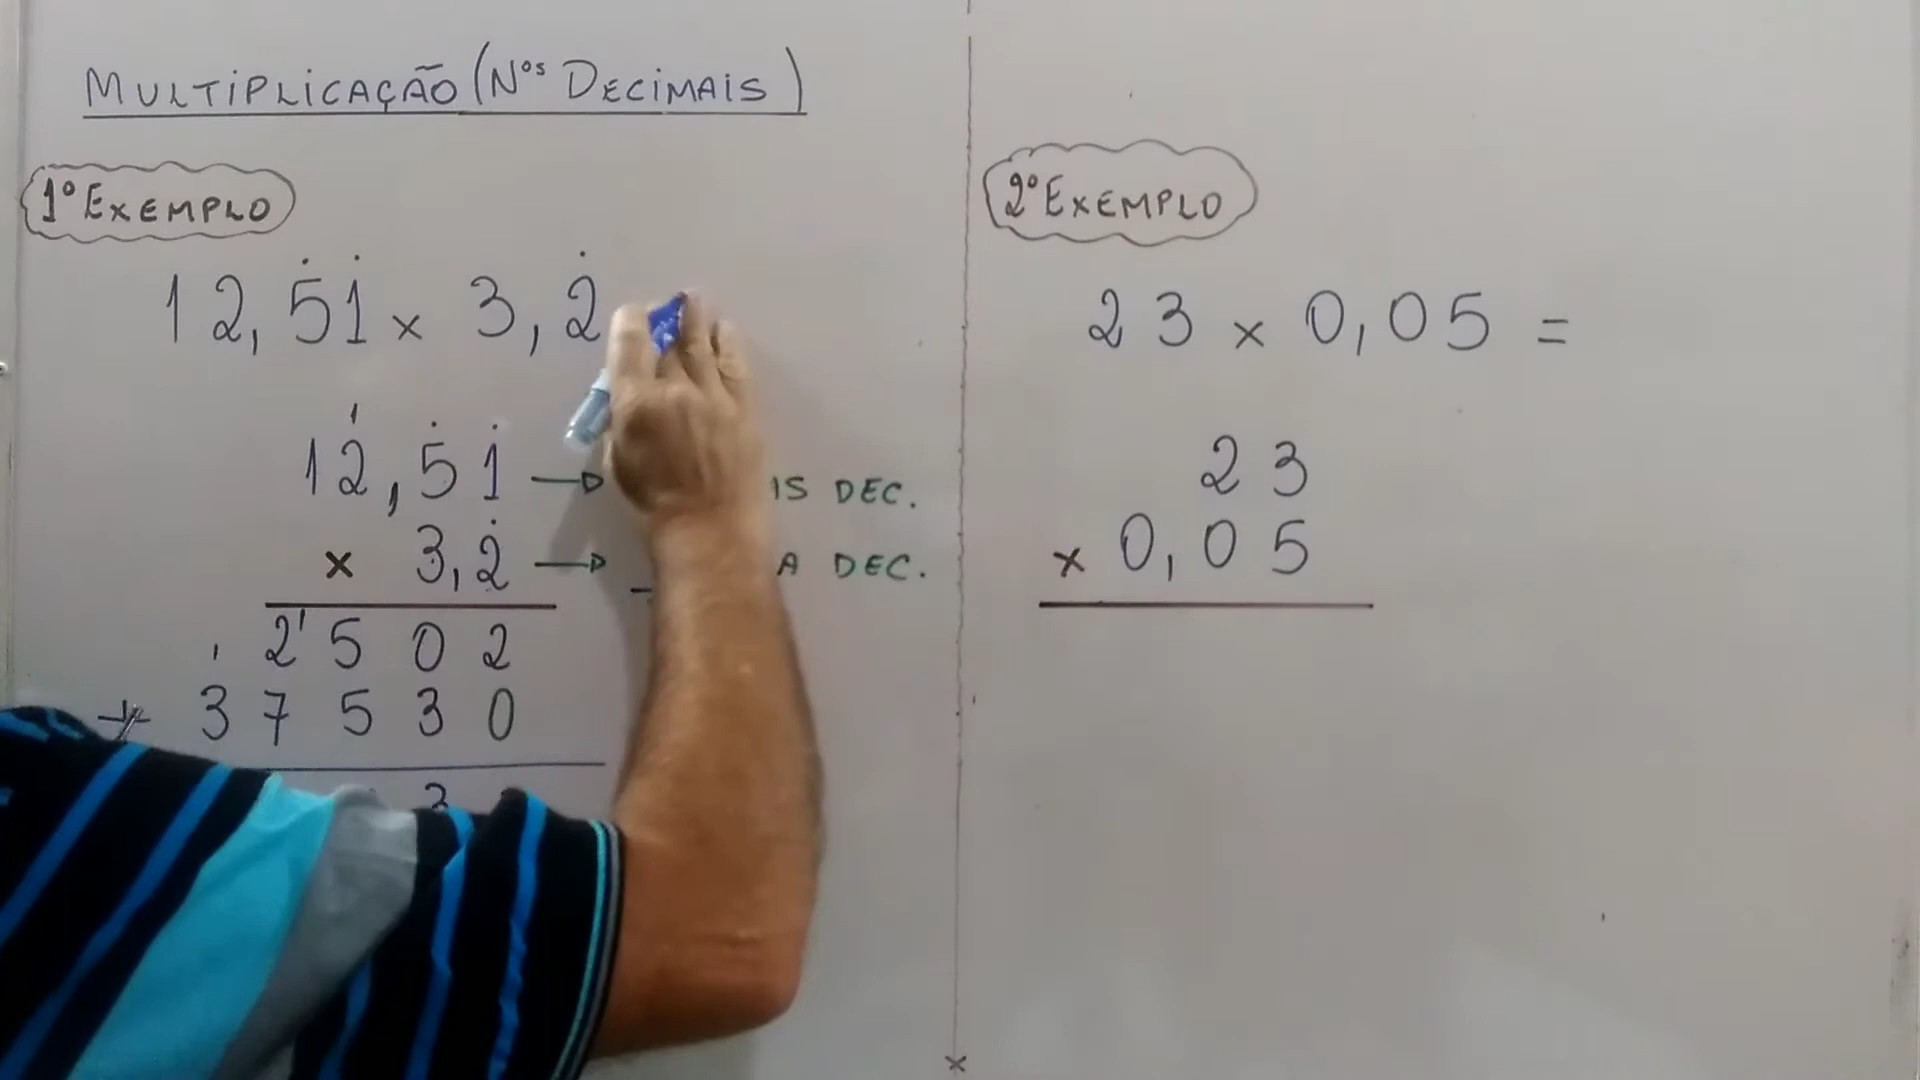 MULTIPLICAÇÃO (Nºs DECIMAIS)
1º EXEMPLO
12,51 x 3,2
12,51 → IS DEC.
x 3,2 → A DEC.
2502
+ 37530
3
2º EXEMPLO
23 x 0,05 =
23
x 0,05